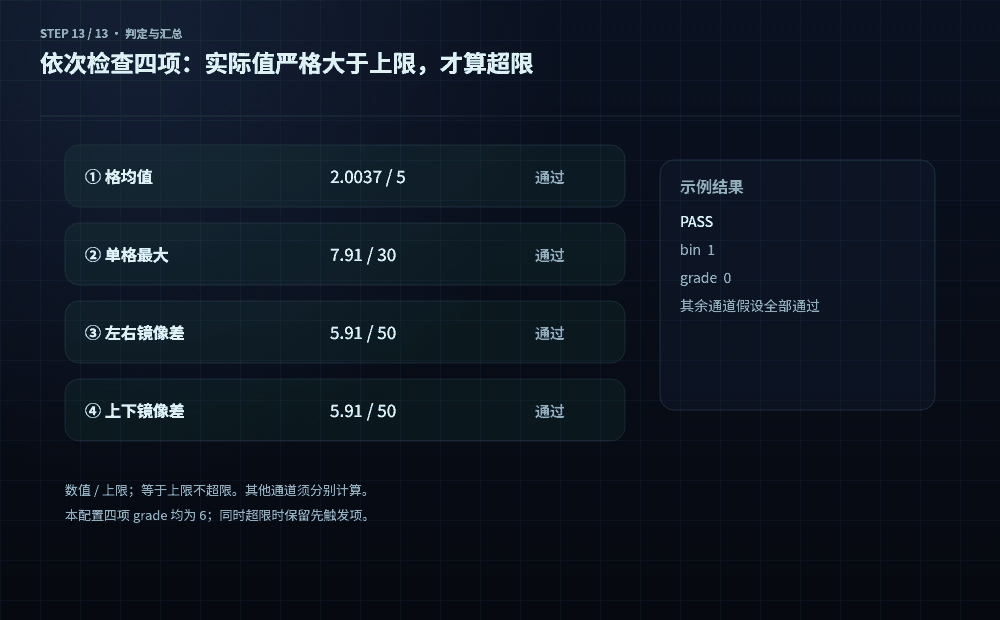 STEP 13 / 13 · 判定与汇总
依次检查四项：实际值严格大于上限，才算超限
① 格均值 2.0037 / 5 通过
② 单格最大 7.91 / 30 通过
③ 左右镜像差 5.91 / 50 通过
④ 上下镜像差 5.91 / 50 通过
示例结果
PASS
bin 1
grade 0
其余通道假设全部通过
数值 / 上限；等于上限不超限。其他通道须分别计算。
本配置四项 grade 均为 6；同时超限时保留先触发项。